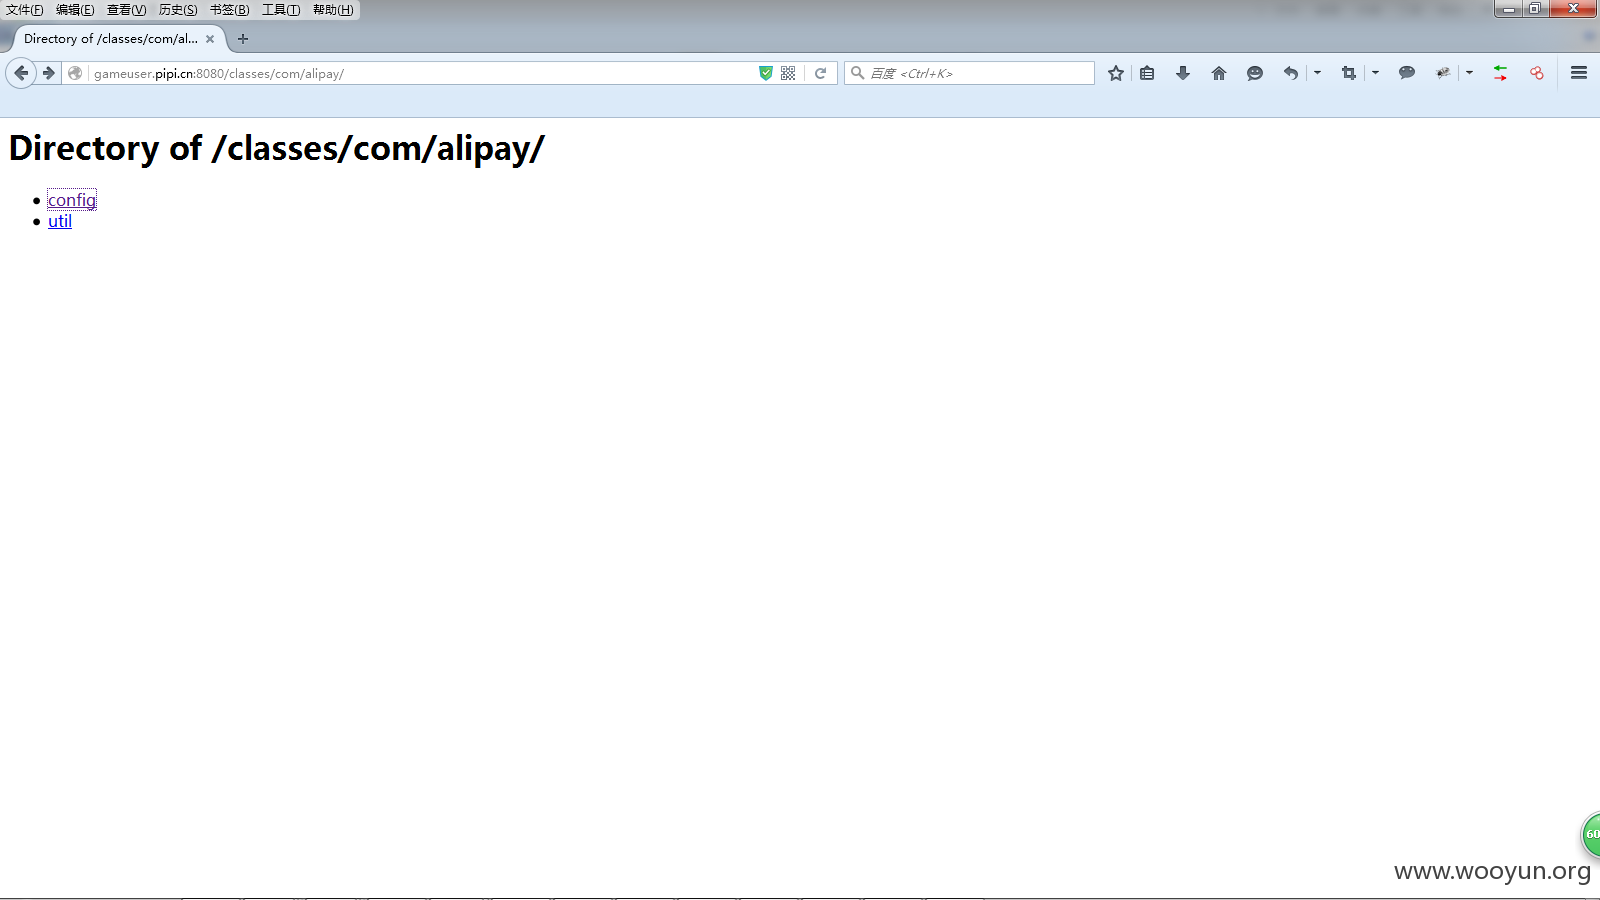 文件(F) 编辑(E) 查看(V) 历史(S) 书签(B) 工具(T) 帮助(H)
Directory of /classes/com/al...
gameuser.pipi.cn:8080/classes/com/alipay/
百度 <Ctrl+K>
Directory of /classes/com/alipay/
config
util
60
www.wooyun.org